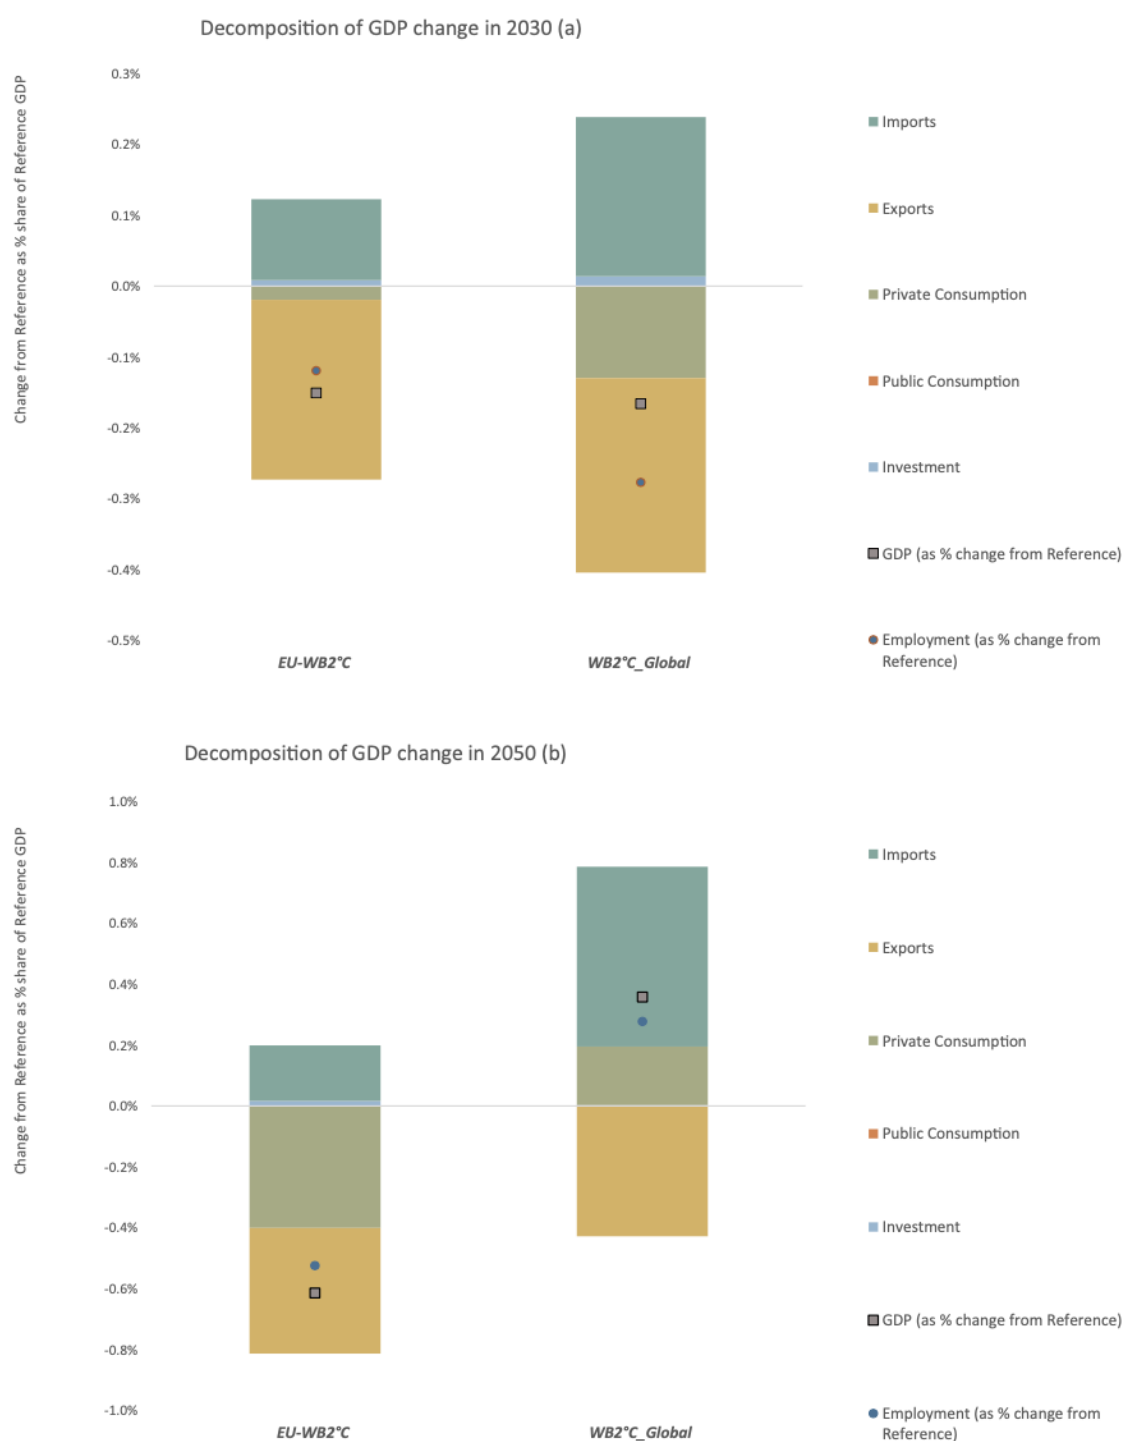 Decomposition of GDP change in 2030 (a)
Change from Reference as % share of Reference GDP
0.3%
0.2%
0.1%
0.0%
-0.1%
-0.2%
-0.3%
-0.4%
-0.5%
EU-WB2°C
WB2°C_Global
Imports
Exports
Private Consumption
Public Consumption
Investment
GDP (as % change from Reference)
Employment (as % change from
Reference)
Decomposition of GDP change in 2050 (b)
Change from Reference as % share of Reference GDP
1.0%
0.8%
0.6%
0.4%
0.2%
0.0%
-0.2%
-0.4%
-0.6%
-0.8%
-1.0%
EU-WB2°C
WB2°C_Global
Imports
Exports
Private Consumption
Public Consumption
Investment
GDP (as % change from Reference)
Employment (as % change from
Reference)